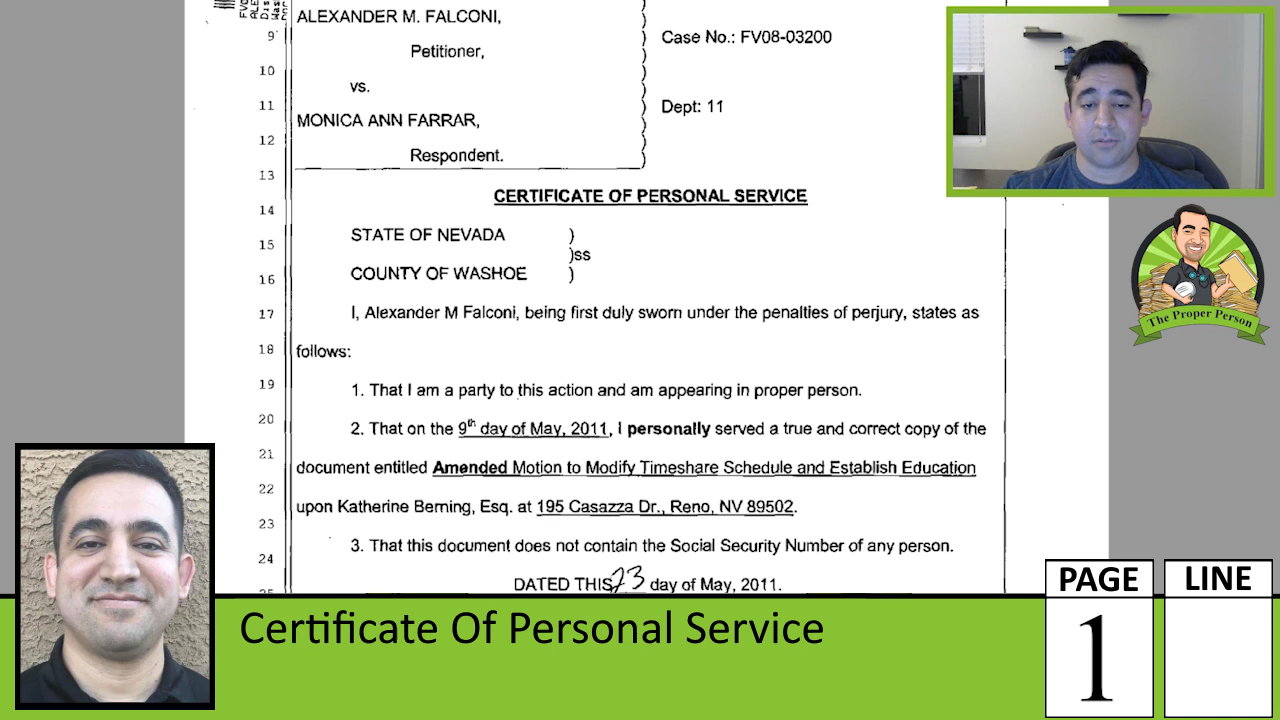 ALEXANDER M. FALCONI,
9
Case No.: FV08-03200
Petitioner,
10
vs.
11
Dept: 11
MONICA ANN FARRAR,
12
Respondent.
13
CERTIFICATE OF PERSONAL SERVICE
14
STATE OF NEVADA )
15
)ss
COUNTY OF WASHOE )
16
17 I, Alexander M Falconi, being first duly sworn under the penalties of perjury, states as
18 follows:
19 1. That I am a party to this action and am appearing in proper person.
20 2. That on the 9th day of May, 2011, I personally served a true and correct copy of the
21 document entitled Amended Motion to Modify Timeshare Schedule and Establish Education
22 upon Katherine Berning, Esq. at 195 Casazza Dr., Reno, NV 89502.
23
3. That this document does not contain the Social Security Number of any person.
24
DATED THIS 23 day of May, 2011.
The Proper Person
Certificate Of Personal Service
PAGE
1
LINE